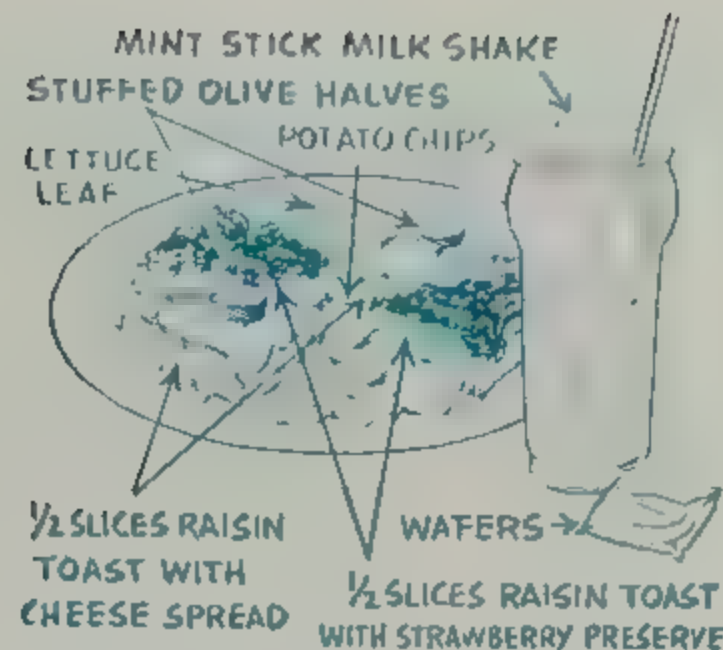 MINT STICK MILK SHAKE
STUFFED OLIVE HALVES
POTATO CHIPS
LETTUCE
LEAF
½ SLICES RAISIN
TOAST WITH
CHEESE SPREAD
WAFERS
½ SLICES RAISIN TOAST
WITH STRAWBERRY PRESERVE